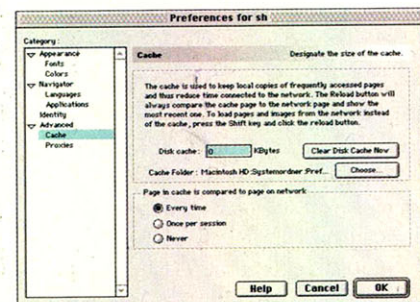 Preferences for sh
Category:
Appearance
Fonts
Colors
Navigator
Languages
Applications
Identity
Advanced
Cache
Proxies
Cache
Designate the size of the cache.
The cache is used to keep local copies of frequently accessed pages
and thus reduce time connected to the network. The Reload button will
always compare the cache page to the network page and show the
most recent one. To load pages and images from the network instead
of the cache, press the Shift key and click the reload button.
Disk cache: 0 KBytes Clear Disk Cache Now
Cache Folder : Macintosh HD:Systemordner:Pref... Choose...
Page in cache is compared to page on network
Every time
Once per session
Never
Help Cancel OK